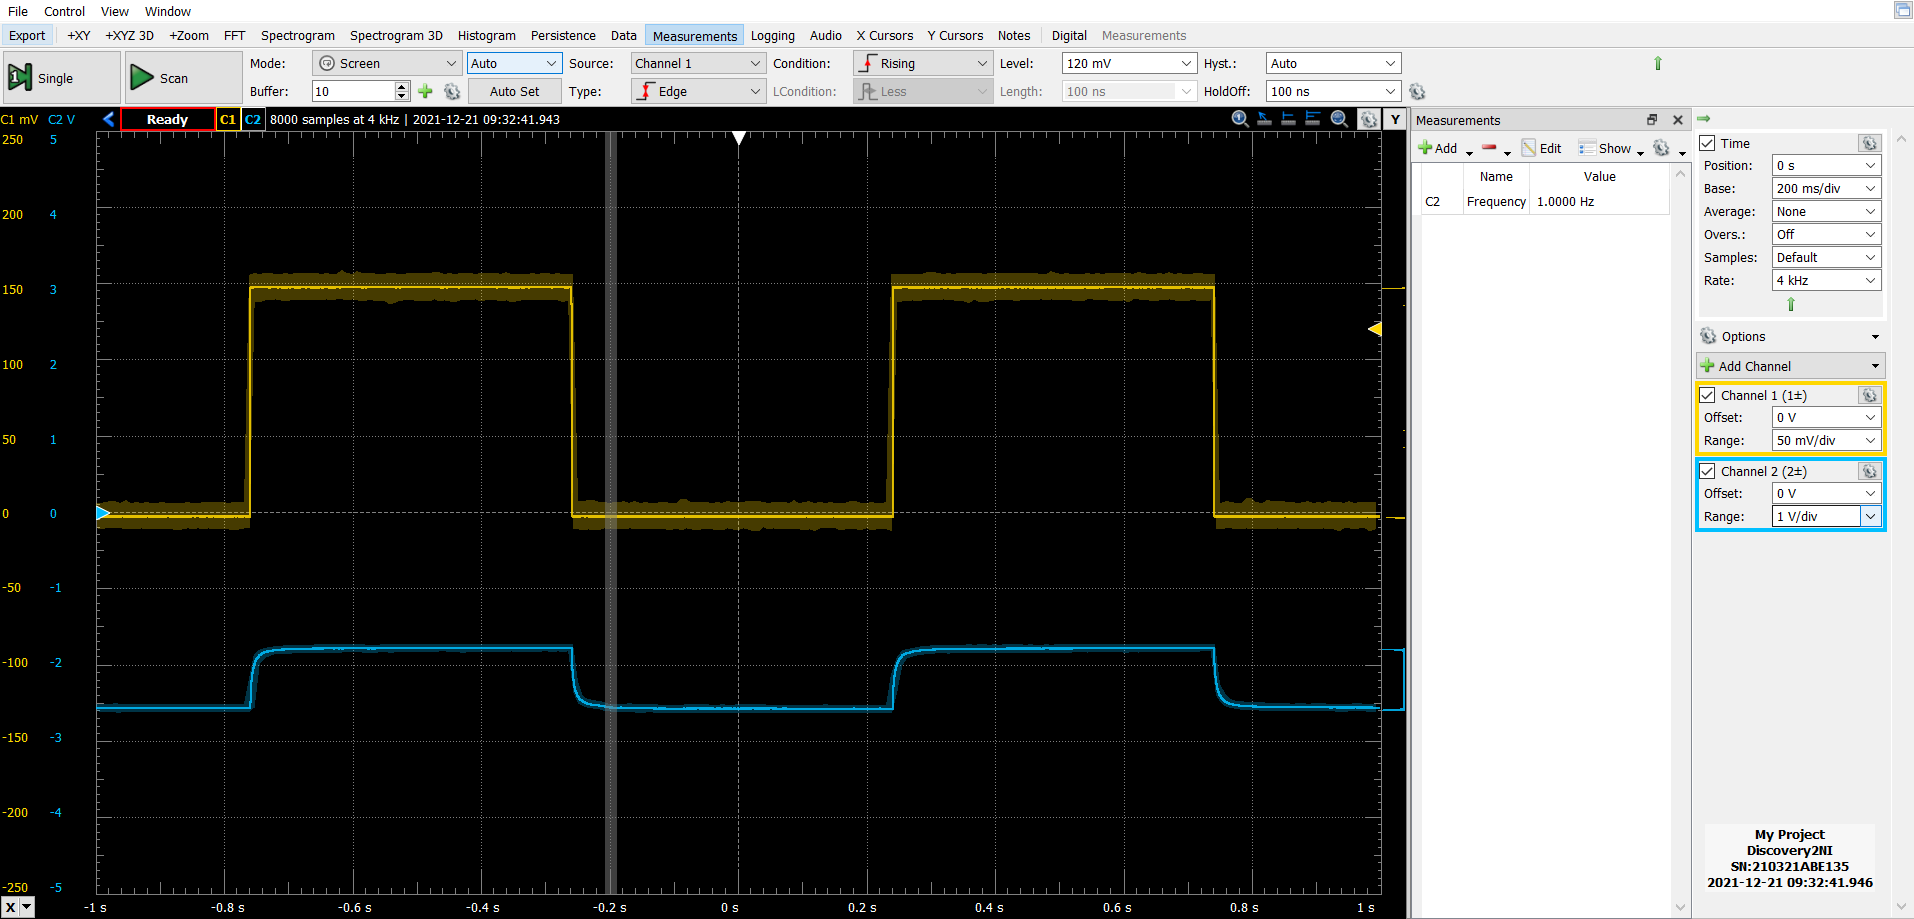 File Control View Window
Export +XY +XYZ 3D +Zoom FFT Spectrogram Spectrogram 3D Histogram Persistence Data Measurements Logging Audio X Cursors Y Cursors Notes Digital Measurements
1 Single Scan Mode: Screen Auto Source: Channel 1 Condition: Rising Level: 120 mV Hyst.: Auto
Buffer: 10 Auto Set Type: Edge LCondition: Less Length: 100 ns HoldOff: 100 ns
C1 mV C2 V Ready C1 C2 8000 samples at 4 kHz | 2021-12-21 09:32:41.943 Y
250 5
200 4
150 3
100 2
50 1
0 0
-50 -1
-100 -2
-150 -3
-200 -4
-250 -5
X -1 s -0.8 s -0.6 s -0.4 s -0.2 s 0 s 0.2 s 0.4 s 0.6 s 0.8 s 1 s
Measurements
Add Edit Show
Name Value
C2 Frequency 1.0000 Hz
Time
Position: 0 s
Base: 200 ms/div
Average: None
Overs.: Off
Samples: Default
Rate: 4 kHz
Options
Add Channel
Channel 1 (1±)
Offset: 0 V
Range: 50 mV/div
Channel 2 (2±)
Offset: 0 V
Range: 1 V/div
My Project
Discovery2NI
SN:210321ABE135
2021-12-21 09:32:41.946